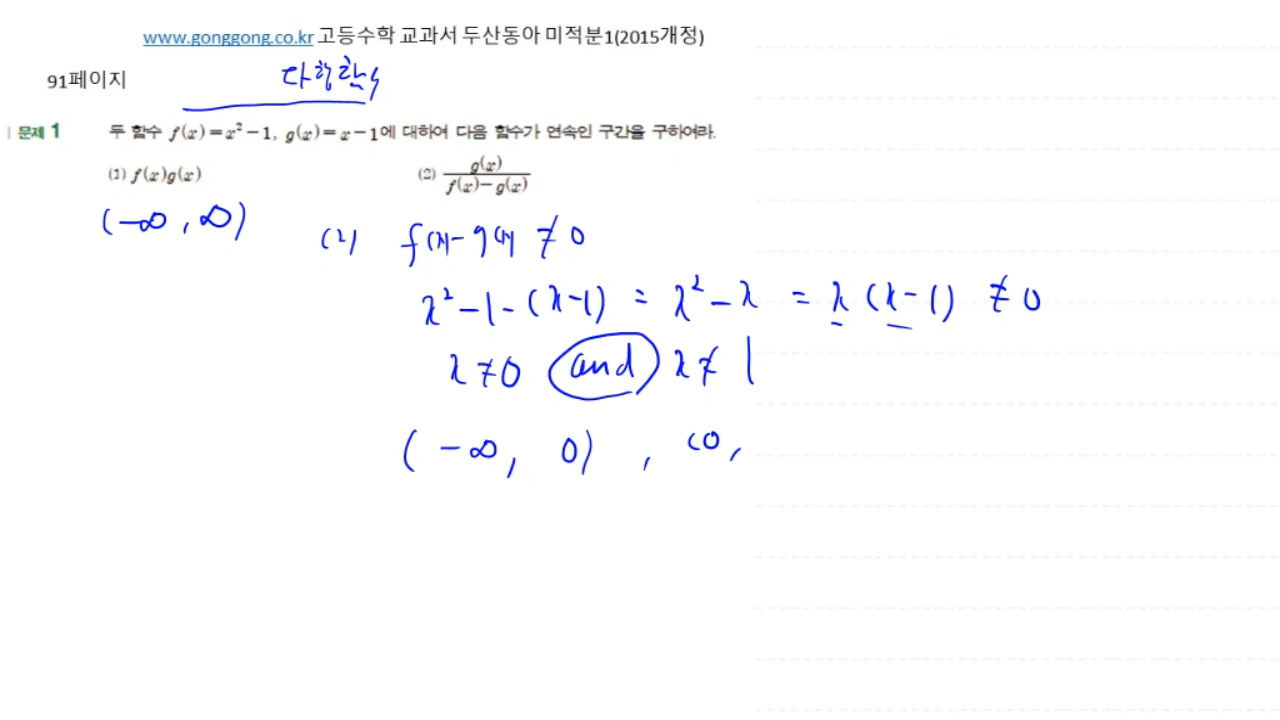 www.gonggong.co.kr 고등수학 교과서 두산동아 미적분1(2015개정)
91페이지
다항함수
문제 1 두 함수 f(x)=x²-1, g(x)=x-1에 대하여 다음 함수가 연속인 구간을 구하여라.
(1) f(x)g(x) (2) g(x)/(f(x)-g(x))
(-∞, ∞)
(2) f(x)-g(x) ≠ 0
x²-1-(x-1) = x²-x = x(x-1) ≠ 0
x≠0 and x≠1
(-∞, 0) , (0,